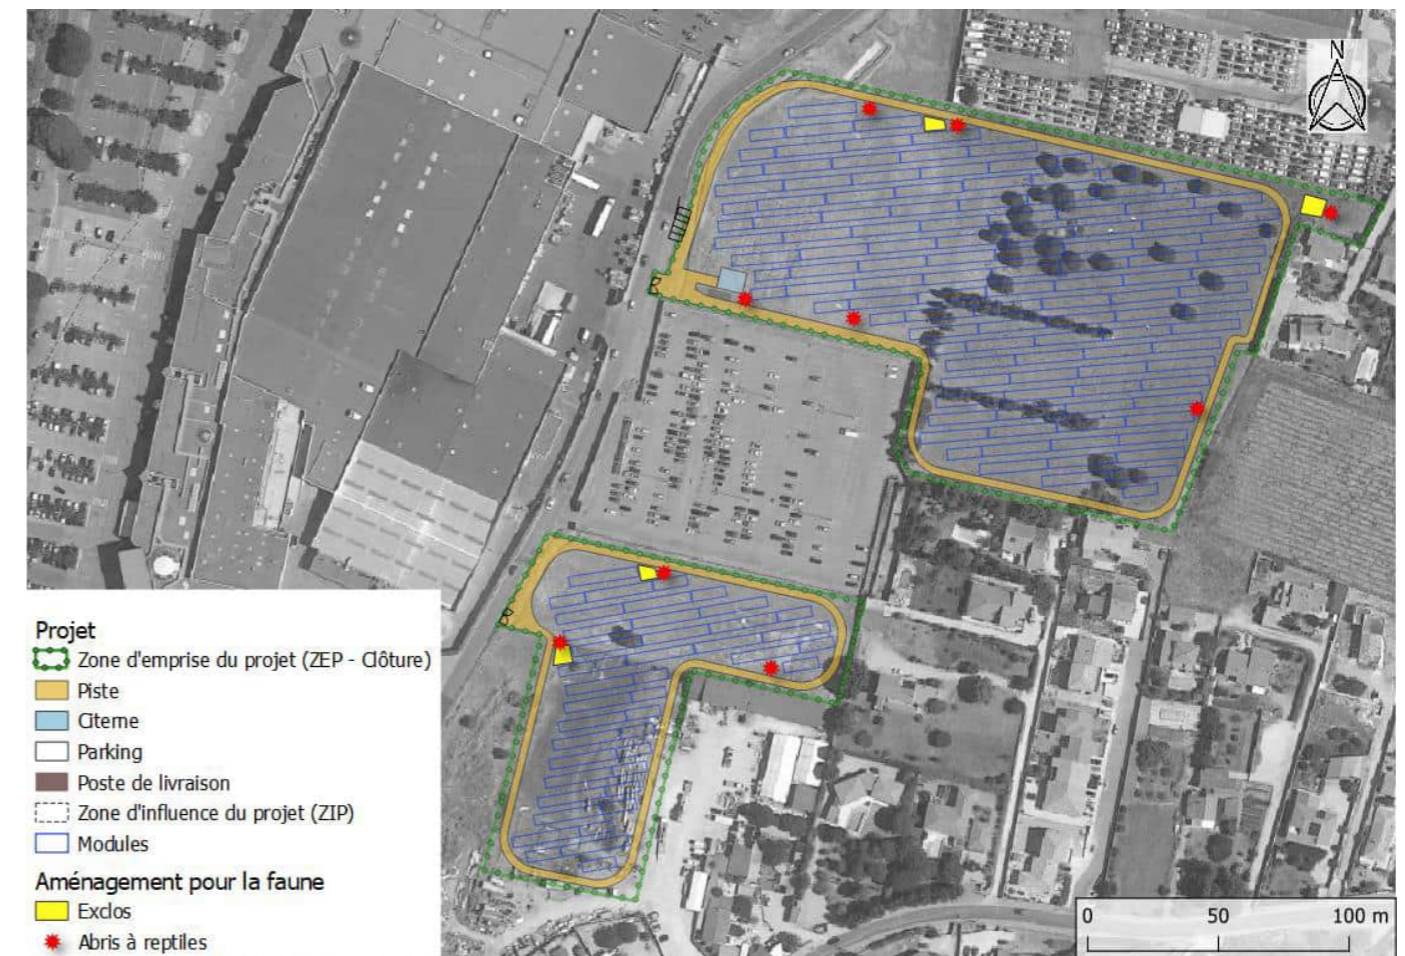 N
Projet
Zone d'emprise du projet (ZEP - Clôture)
Piste
Citerne
Parking
Poste de livraison
Zone d'influence du projet (ZIP)
Modules
Aménagement pour la faune
Exclos
Abris à reptiles
0 50 100 m